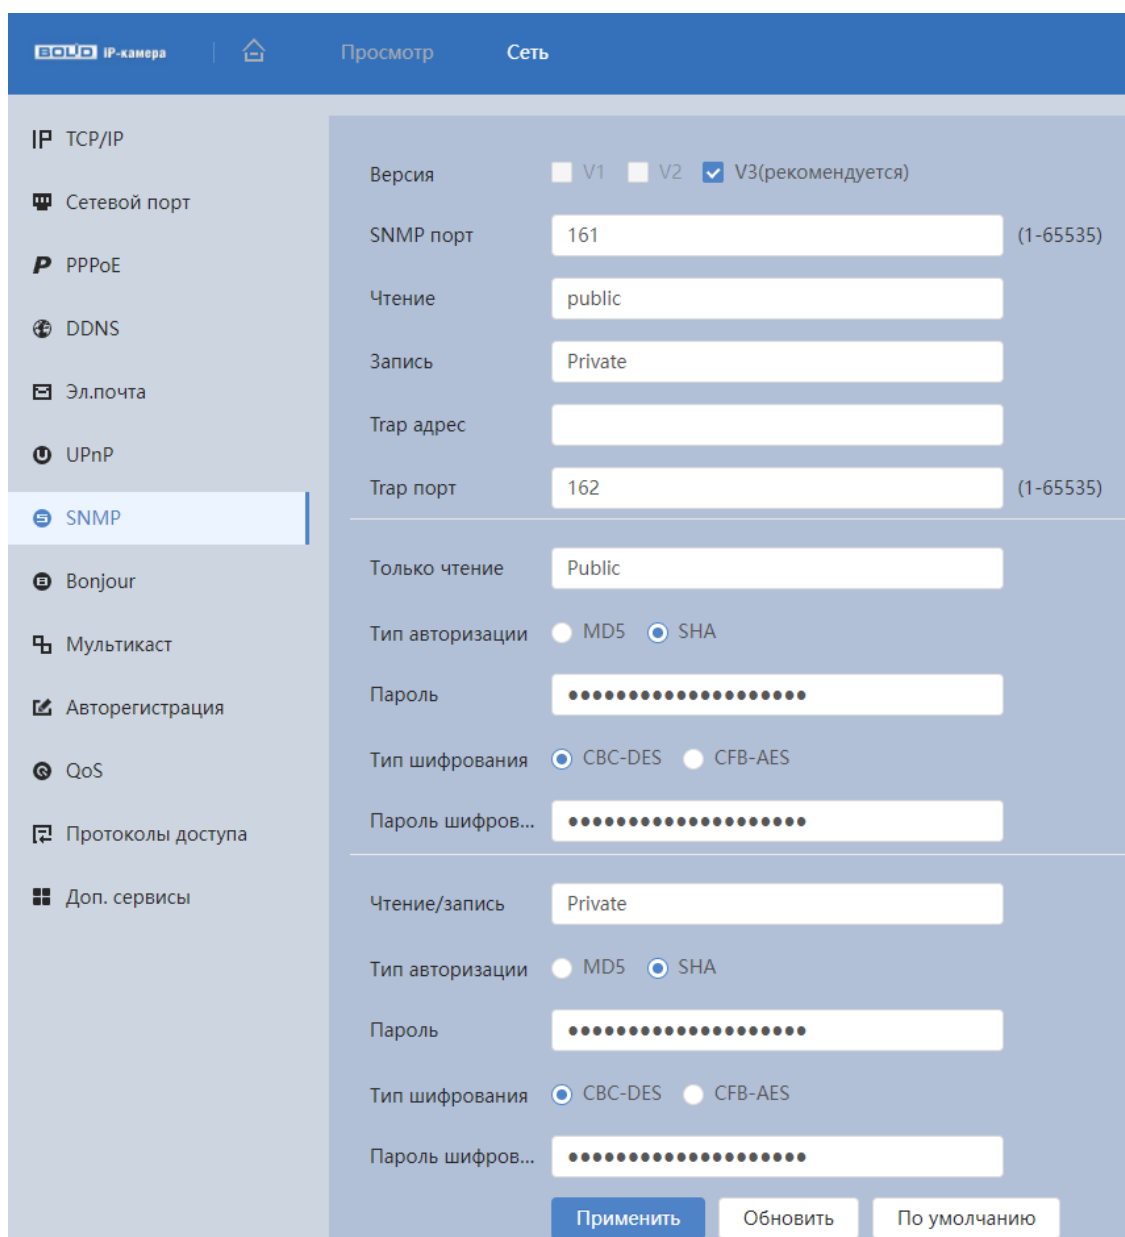 BOLID IP-камера Просмотр Сеть
TCP/IP
Сетевой порт
PPPoE
DDNS
Эл.почта
UPnP
SNMP
Bonjour
Мультикаст
Авторегистрация
QoS
Протоколы доступа
Доп. сервисы
Версия V1 V2 V3(рекомендуется)
SNMP порт 161 (1-65535)
Чтение public
Запись Private
Trap адрес
Trap порт 162 (1-65535)
Только чтение Public
Тип авторизации MD5 SHA
Пароль ••••••••••••••••••••
Тип шифрования CBC-DES CFB-AES
Пароль шифров... ••••••••••••••••••••
Чтение/запись Private
Тип авторизации MD5 SHA
Пароль ••••••••••••••••••••
Тип шифрования CBC-DES CFB-AES
Пароль шифров... ••••••••••••••••••••
Применить Обновить По умолчанию